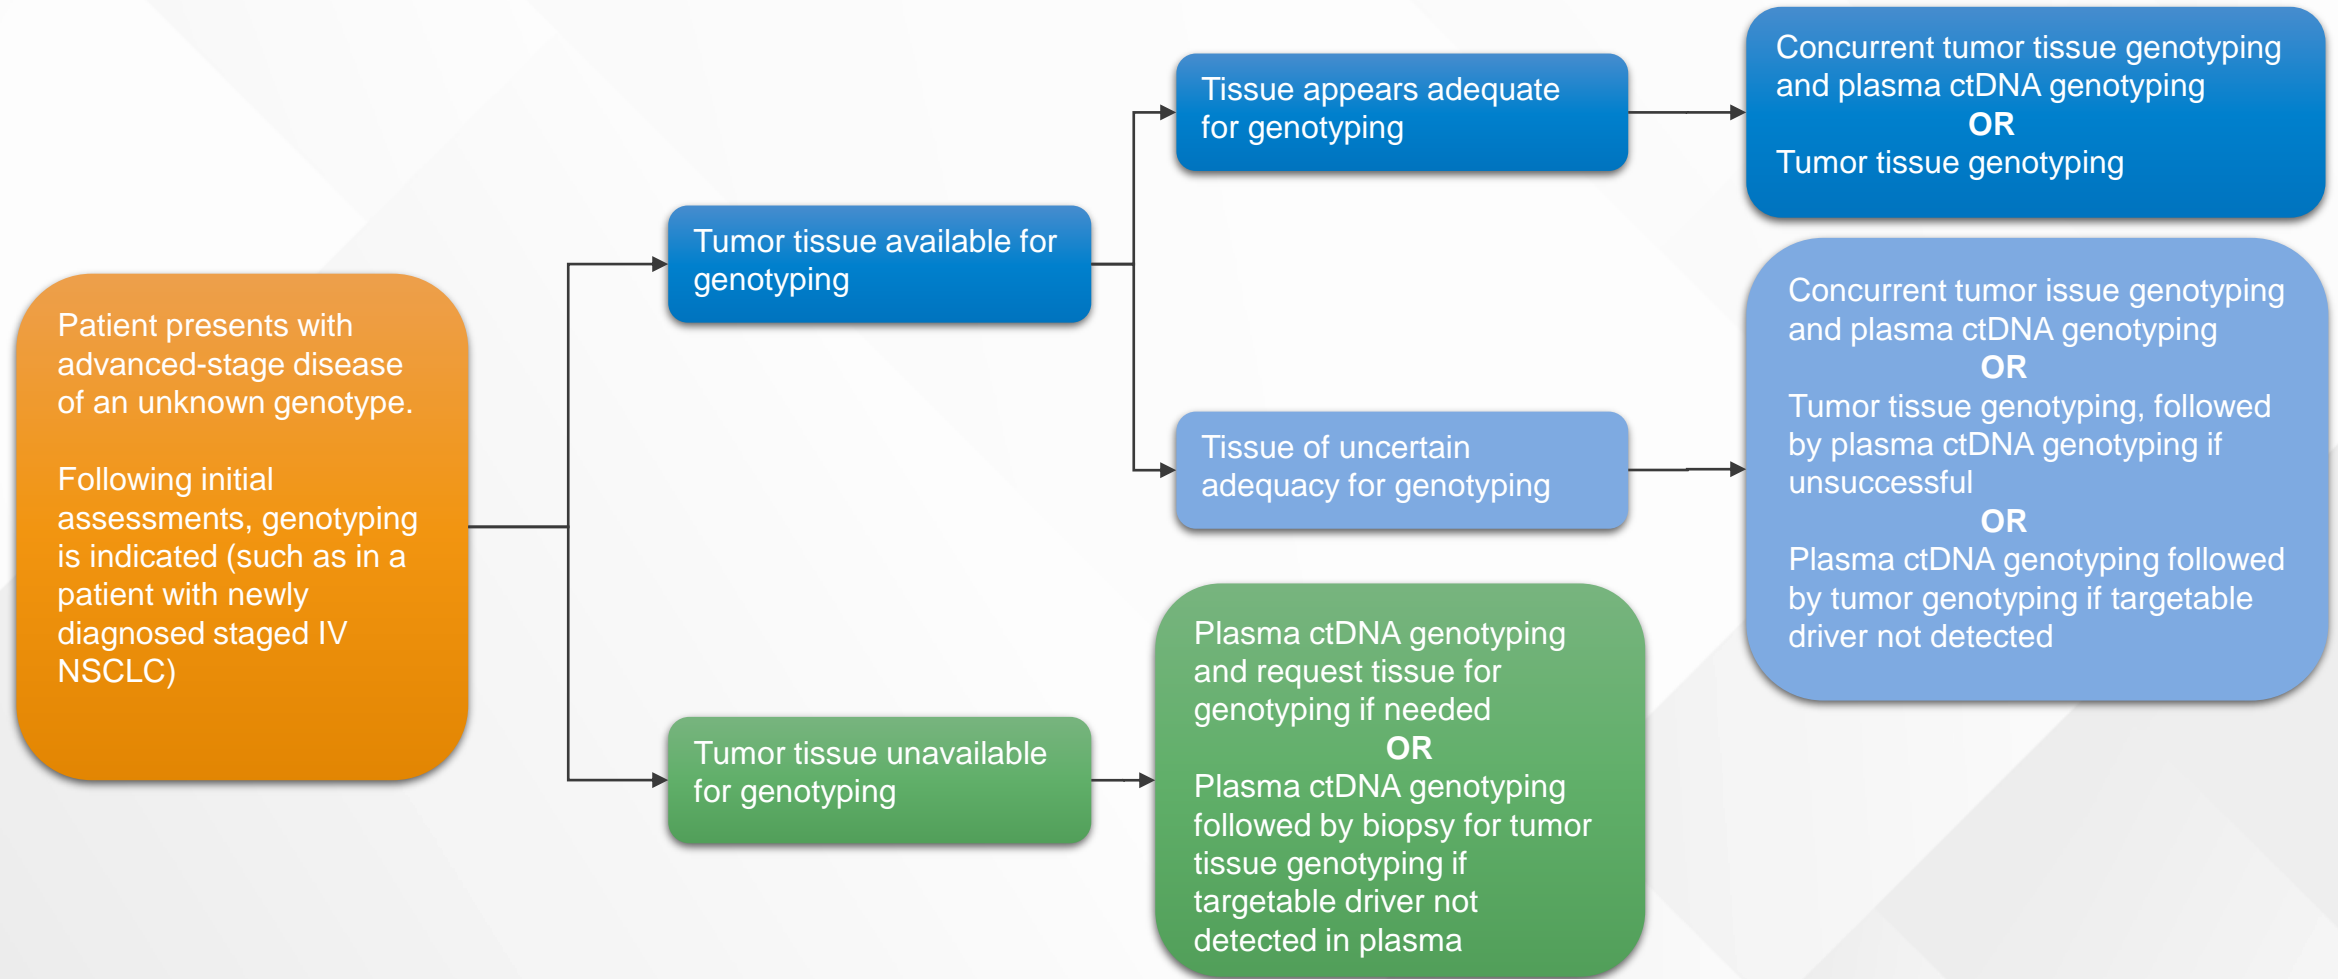 Patient presents with
advanced-stage disease
of an unknown genotype.
Following initial
assessments, genotyping
is indicated (such as in a
patient with newly
diagnosed staged IV
NSCLC)
Tumor tissue available for
genotyping
Tissue appears adequate
for genotyping
Concurrent tumor tissue genotyping
and plasma ctDNA genotyping
OR
Tumor tissue genotyping
Tissue of uncertain
adequacy for genotyping
Concurrent tumor issue genotyping
and plasma ctDNA genotyping
OR
Tumor tissue genotyping, followed
by plasma ctDNA genotyping if
unsuccessful
OR
Plasma ctDNA genotyping followed
by tumor genotyping if targetable
driver not detected
Tumor tissue unavailable
for genotyping
Plasma ctDNA genotyping
and request tissue for
genotyping if needed
OR
Plasma ctDNA genotyping
followed by biopsy for tumor
tissue genotyping if
targetable driver not
detected in plasma